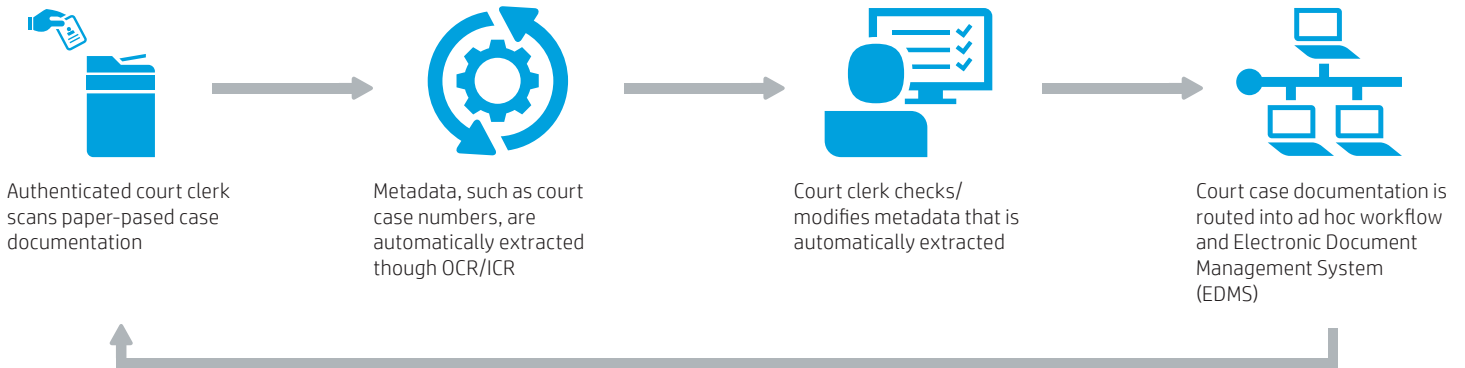 Authenticated court clerk
scans paper-pased case
documentation
Metadata, such as court
case numbers, are
automatically extracted
though OCR/ICR
Court clerk checks/
modifies metadata that is
automatically extracted
Court case documentation is
routed into ad hoc workflow
and Electronic Document
Management System
(EDMS)